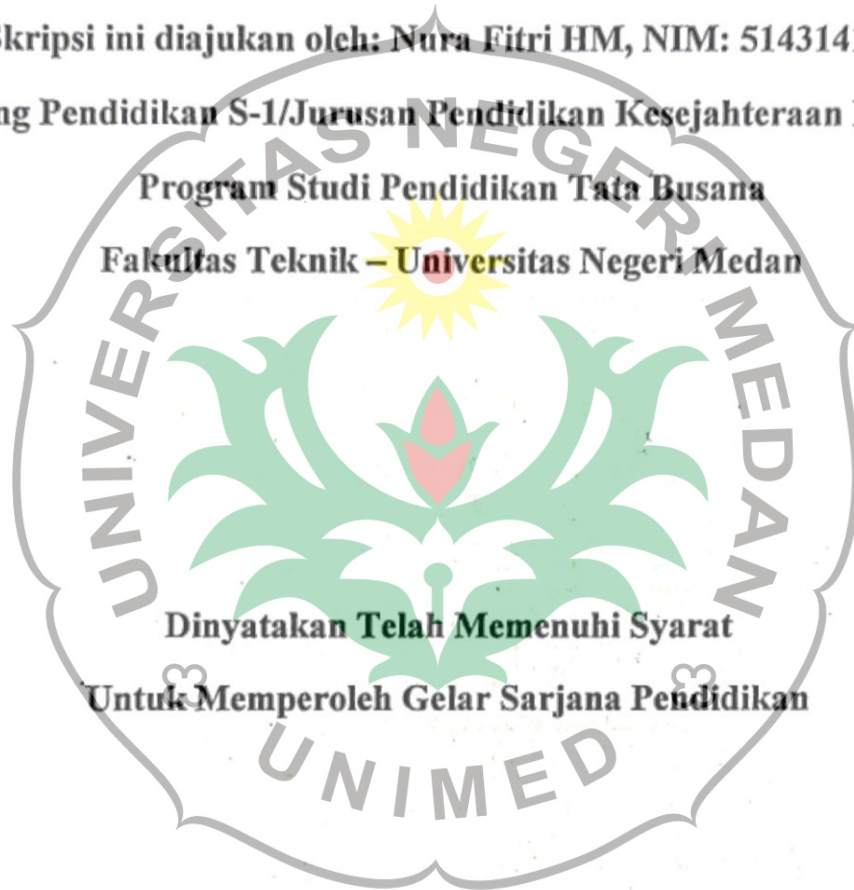 kripsi ini diajukan oleh: Nura Fitri HM, NIM: 514314
ng Pendidikan S-1/Jurusan Pendidikan Kesejahteraan
Program Studi Pendidikan Tata Busana
Fakultas Teknik – Universitas Negeri Medan
UNIVERSITAS NEGERI MEDAN
Dinyatakan Telah Memenuhi Syarat
Untuk Memperoleh Gelar Sarjana Pendidikan
UNIMED